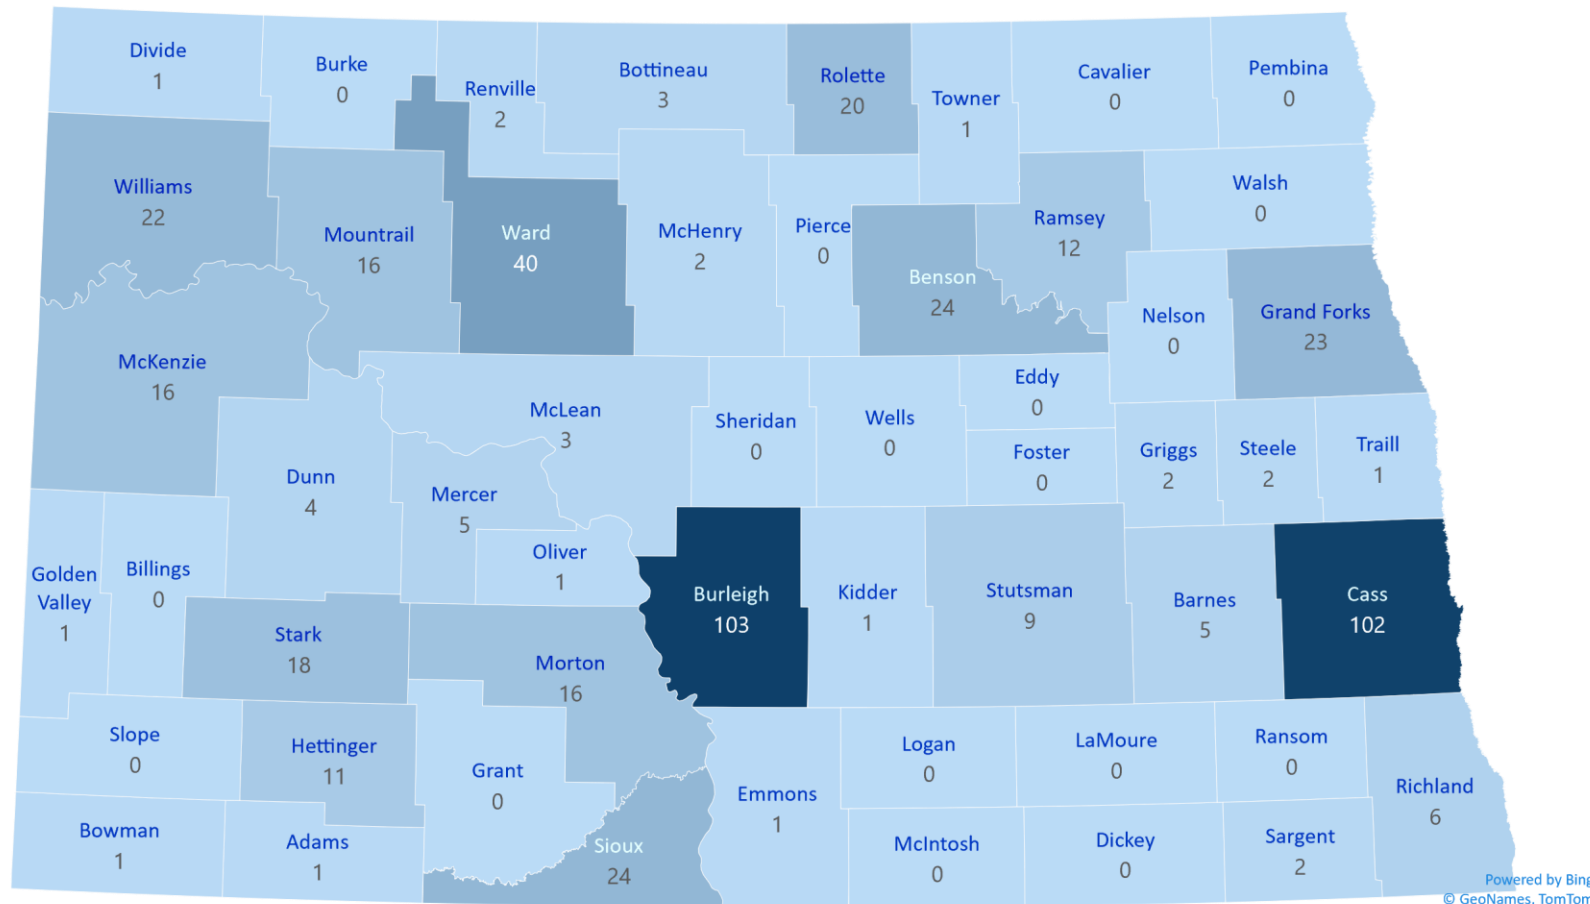 Divide
1
Burke
0
Renville
2
Bottineau
3
Rolette
20
Towner
1
Cavalier
0
Pembina
0
Williams
22
Mountrail
16
Ward
40
McHenry
2
Pierce
0
Benson
24
Ramsey
12
Walsh
0
Nelson
0
Grand Forks
23
McKenzie
16
Dunn
4
McLean
3
Mercer
5
Oliver
1
Sheridan
0
Wells
0
Eddy
0
Foster
0
Griggs
2
Steele
2
Traill
1
Golden
Valley
1
Billings
0
Stark
18
Morton
16
Burleigh
103
Kidder
1
Stutsman
9
Barnes
5
Cass
102
Slope
0
Hettinger
11
Grant
0
Bowman
1
Adams
1
Sioux
24
Emmons
1
Logan
0
LaMoure
0
Ransom
0
Richland
6
McIntosh
0
Dickey
0
Sargent
2
Powered by Bing
© GeoNames, TomTom